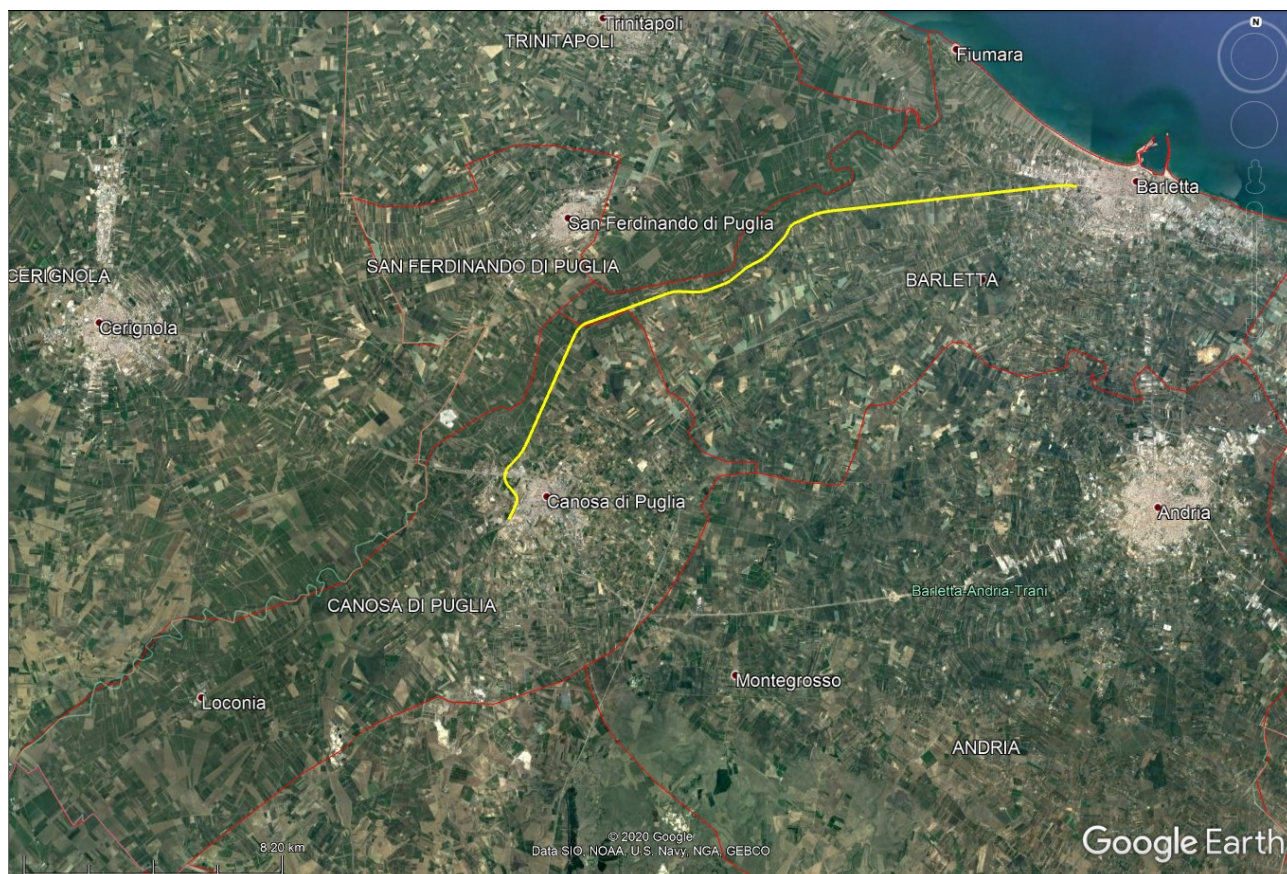 Trinitapoli
TRINITAPOLI
N
Fiumara
Barletta
San Ferdinando di Puglia
SAN FERDINANDO DI PUGLIA
CERIGNOLA
BARLETTA
Cerignola
Canosa di Puglia
Andria
Barletta-Andria-Trani
CANOSA DI PUGLIA
Montegrosso
Loconia
ANDRIA
© 2020 Google
Data SIO, NOAA, U.S. Navy, NGA, GEBCO
8.20 km
Google Earth